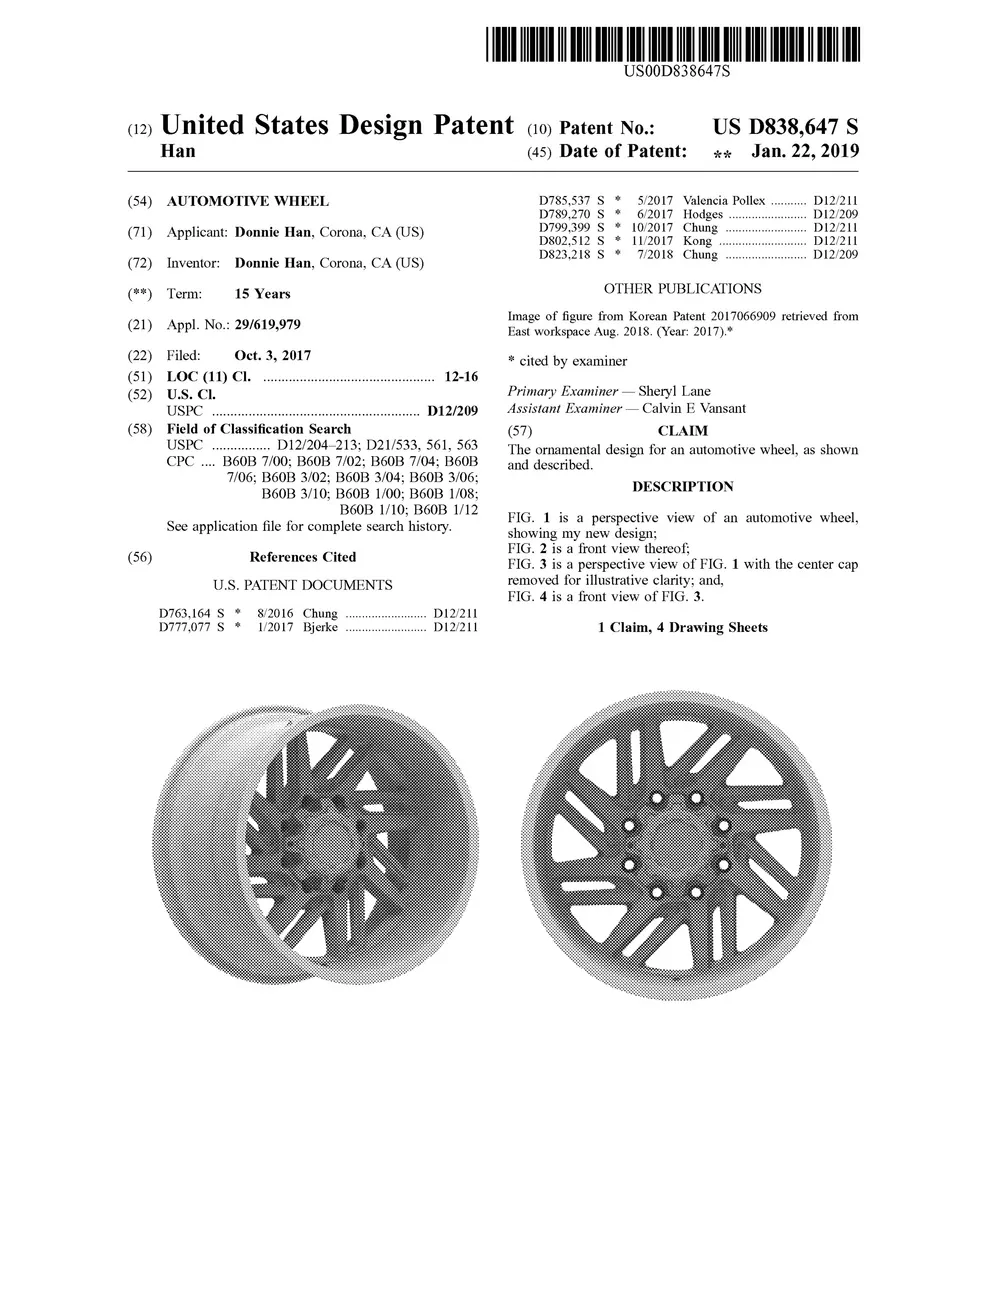 US00D838647S
(12) United States Design Patent
Han
(10) Patent No.: US D838,647 S
(45) Date of Patent: ** Jan. 22, 2019
(54) AUTOMOTIVE WHEEL
(71) Applicant: Donnie Han, Corona, CA (US)
(72) Inventor: Donnie Han, Corona, CA (US)
(**) Term: 15 Years
(21) Appl. No.: 29/619,979
(22) Filed: Oct. 3, 2017
(51) LOC (11) Cl. ............................................... 12-16
(52) U.S. Cl.
USPC ......................................................... D12/209
(58) Field of Classification Search
USPC ................ D12/204–213; D21/533, 561, 563
CPC .... B60B 7/00; B60B 7/02; B60B 7/04; B60B
7/06; B60B 3/02; B60B 3/04; B60B 3/06;
B60B 3/10; B60B 1/00; B60B 1/08;
B60B 1/10; B60B 1/12
See application file for complete search history.
(56) References Cited
U.S. PATENT DOCUMENTS
D763,164 S * 8/2016 Chung ......................... D12/211
D777,077 S * 1/2017 Bjerke ......................... D12/211
D785,537 S * 5/2017 Valencia Pollex ........... D12/211
D789,270 S * 6/2017 Hodges ........................ D12/209
D799,399 S * 10/2017 Chung ......................... D12/211
D802,512 S * 11/2017 Kong ........................... D12/211
D823,218 S * 7/2018 Chung ......................... D12/209
OTHER PUBLICATIONS
Image of figure from Korean Patent 2017066909 retrieved from
East workspace Aug. 2018. (Year: 2017).*
* cited by examiner
Primary Examiner — Sheryl Lane
Assistant Examiner — Calvin E Vansant
(57) CLAIM
The ornamental design for an automotive wheel, as shown
and described.
DESCRIPTION
FIG. 1 is a perspective view of an automotive wheel,
showing my new design;
FIG. 2 is a front view thereof;
FIG. 3 is a perspective view of FIG. 1 with the center cap
removed for illustrative clarity; and,
FIG. 4 is a front view of FIG. 3.
1 Claim, 4 Drawing Sheets